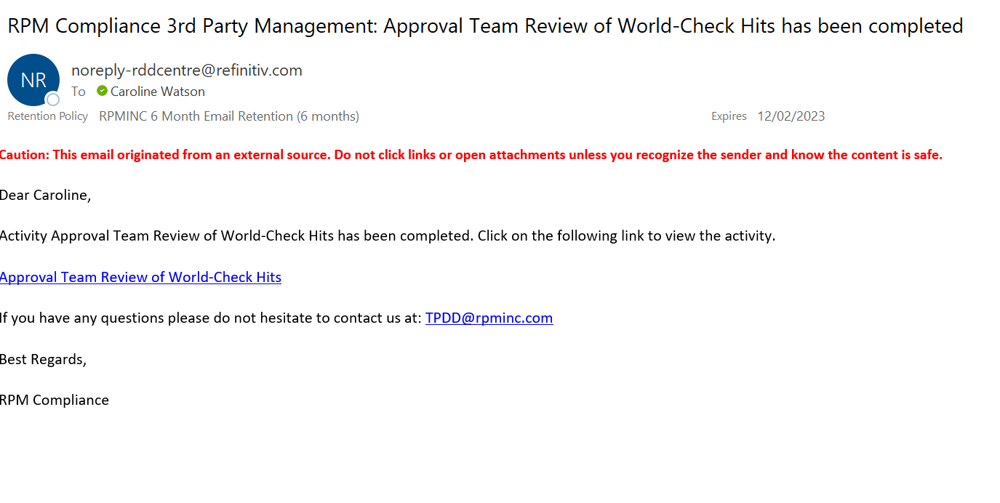 RPM Compliance 3rd Party Management: Approval Team Review of World-Check Hits has been completed
NR
noreply-rddcentre@refinitiv.com
To Caroline Watson
Retention Policy RPMINC 6 Month Email Retention (6 months) Expires 12/02/2023
Caution: This email originated from an external source. Do not click links or open attachments unless you recognize the sender and know the content is safe.
Dear Caroline,
Activity Approval Team Review of World-Check Hits has been completed. Click on the following link to view the activity.
Approval Team Review of World-Check Hits
If you have any questions please do not hesitate to contact us at: TPDD@rpminc.com
Best Regards,
RPM Compliance